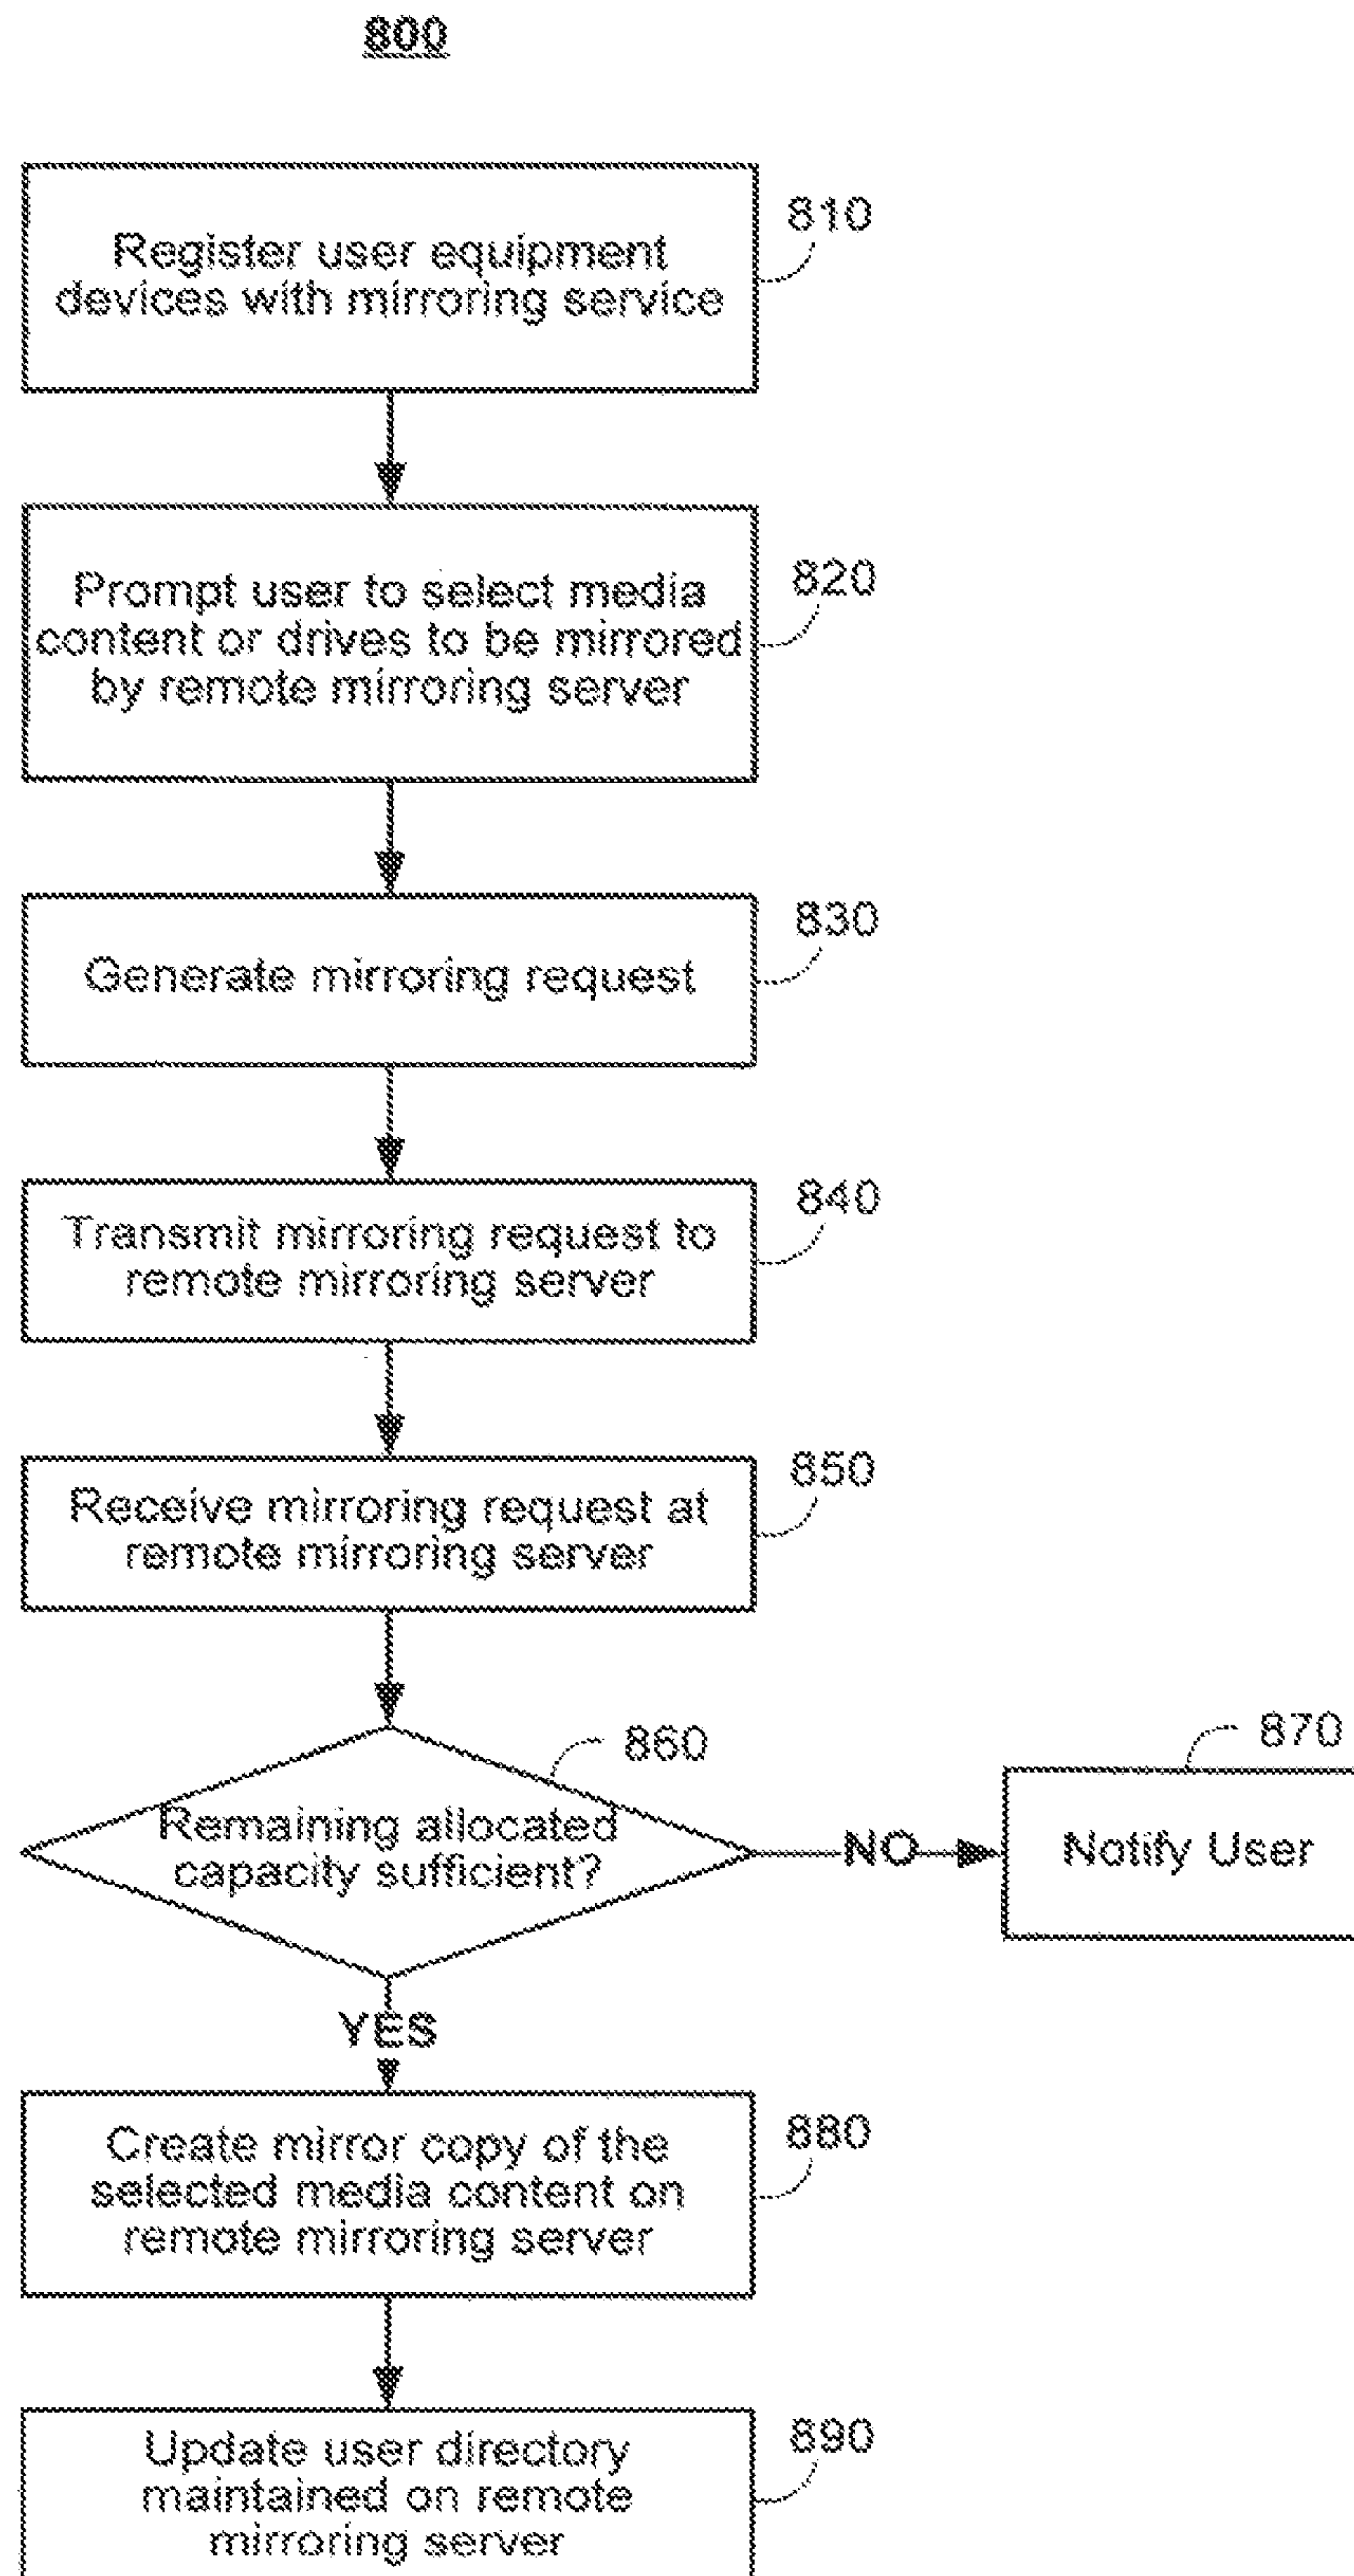 800
Register user equipment
devices with mirroring service
810
Prompt user to select media
content or drives to be mirrored
by remote mirroring server
820
Generate mirroring request
830
Transmit mirroring request to
remote mirroring server
840
Receive mirroring request at
remote mirroring server
850
860
Remaining allocated
capacity sufficient?
NO
870
Notify User
YES
Create mirror copy of the
selected media content on
remote mirroring server
880
Update user directory
maintained on remote
mirroring server
890